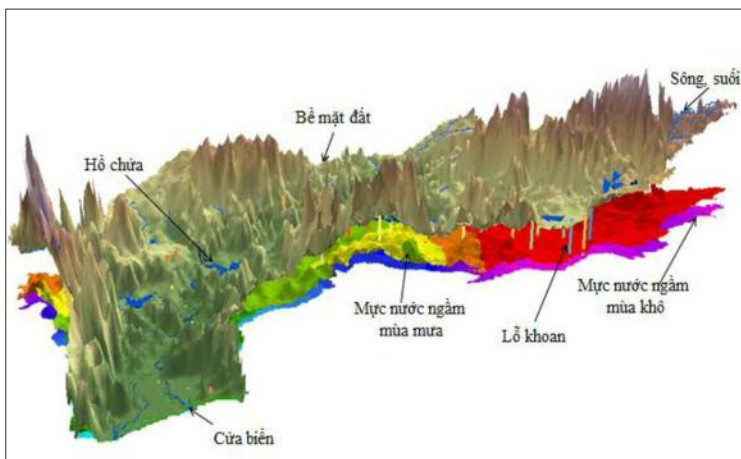 Sông, suối
Bề mặt đất
Hồ chứa
Mực nước ngầm
mùa khô
Mực nước ngầm
mùa mưa
Lỗ khoan
Cửa biển